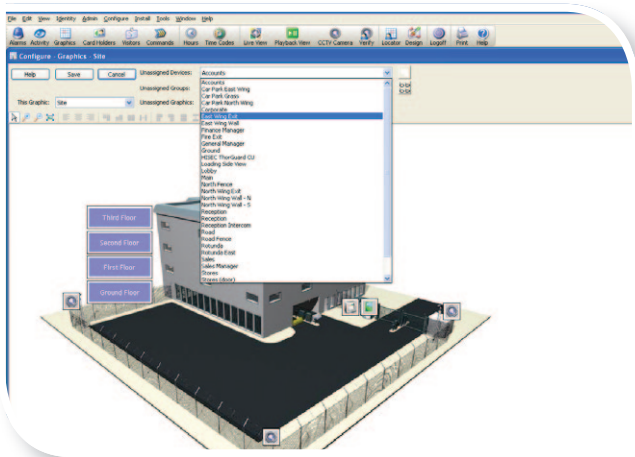 File Edit View Identity Admin Configure Install Tools Window Help
Alarms Activity Graphics Card Holders Visitors Commands Hours Time Codes Live View Playback View CCTV Camera Verify Locator Design Logoff Print Help
Configure - Graphics - Site
Help Save Cancel Unassigned Devices: Accounts
Unassigned Groups:
This Graphic: Site Unassigned Graphics:
Accounts
Car Park East Wing
Car Park Grass
Car Park North Wing
Corporate
East Wing Exit
East Wing Wall
Finance Manager
Fire Exit
General Manager
Ground
HISEC ThorGuard CU
Loading Side View
Lobby
Main
North Fence
North Wing Exit
North Wing Wall - N
North Wing Wall - S
Reception
Reception
Reception Intercom
Road
Road Fence
Rotunda
Rotunda East
Sales
Sales Manager
Stores
Stores (door)
Third Floor
Second Floor
First Floor
Ground Floor